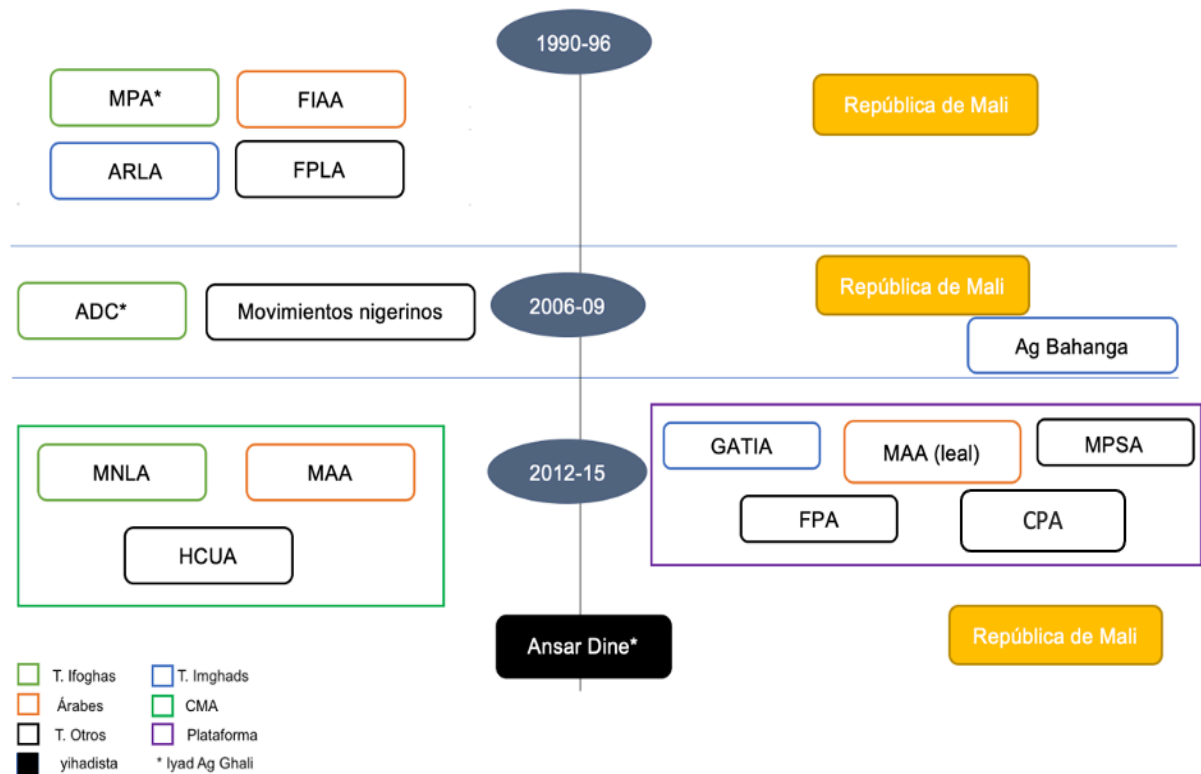 1990-96
MPA*
FIAA
República de Mali
ARLA
FPLA
2006-09
República de Mali
ADC*
Movimientos nigerinos
Ag Bahanga
2012-15
MNLA
MAA
HCUA
GATIA
MAA (leal)
MPSA
FPA
CPA
Ansar Dine*
República de Mali
T. Ifoghas
T. Imghads
Árabes
CMA
T. Otros
Plataforma
yihadista
* Iyad Ag Ghali